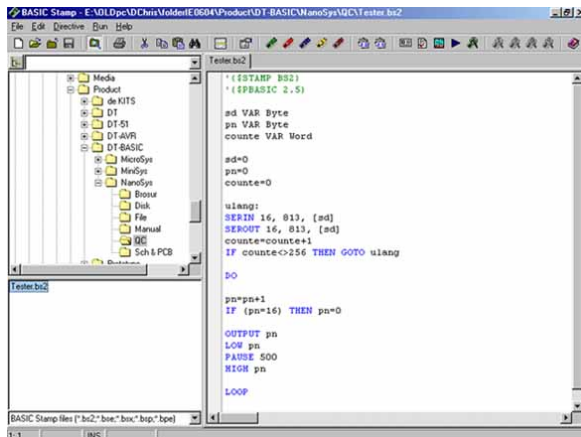 BASIC Stamp - E:\OLDpc\DChris\folderIE0604\Product\DT-BASIC\NanoSys\QC\Tester.bs2
File Edit Directive Run Help
Tester.bs2
Media
Product
de KITS
DT
DT-51
DT-AVR
DT-BASIC
MicroSys
MiniSys
NanoSys
Brosur
Disk
File
Manual
QC
Sch & PCB
Tester.bs2
BASIC Stamp files (*.bs2;*.bse;*.bsx;*.bsp;*.bpe)
'{$STAMP BS2}
'{$PBASIC 2.5}
sd VAR Byte
pn VAR Byte
counte VAR Word
sd=0
pn=0
counte=0
ulang:
SERIN 16, 813, [sd]
SEROUT 16, 813, [sd]
counte=counte+1
IF counte<>256 THEN GOTO ulang
DO
pn=pn+1
IF (pn=16) THEN pn=0
OUTPUT pn
LOW pn
PAUSE 500
HIGH pn
LOOP
1: 1
INS